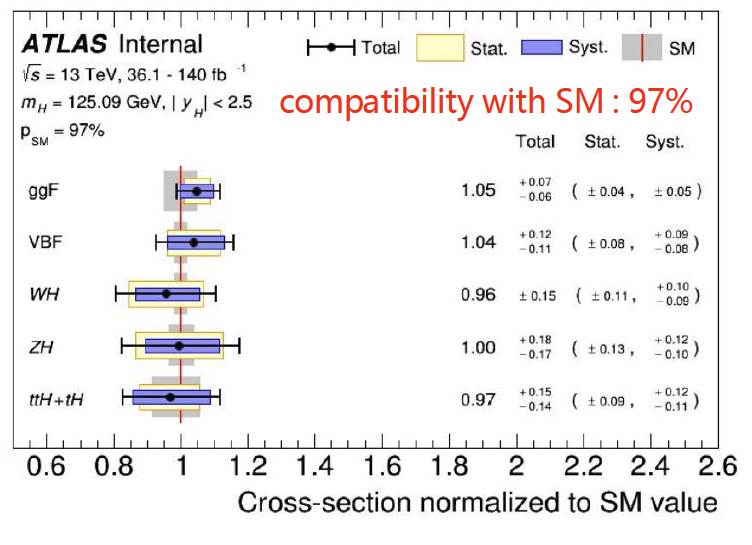 ATLAS Internal
Total Stat. Syst. SM
√s = 13 TeV, 36.1 - 140 fb -1
mH = 125.09 GeV, | yH| < 2.5
compatibility with SM : 97%
pSM = 97%
Total Stat. Syst.
ggF 1.05 +0.07 −0.06 ( ± 0.04 , ± 0.05 )
VBF 1.04 +0.12 −0.11 ( ± 0.08 , +0.09 −0.08 )
WH 0.96 ± 0.15 ( ± 0.11 , +0.10 −0.09 )
ZH 1.00 +0.18 −0.17 ( ± 0.13 , +0.12 −0.10 )
ttH+tH 0.97 +0.15 −0.14 ( ± 0.09 , +0.12 −0.11 )
0.6 0.8 1 1.2 1.4 1.6 1.8 2 2.2 2.4 2.6
Cross-section normalized to SM value